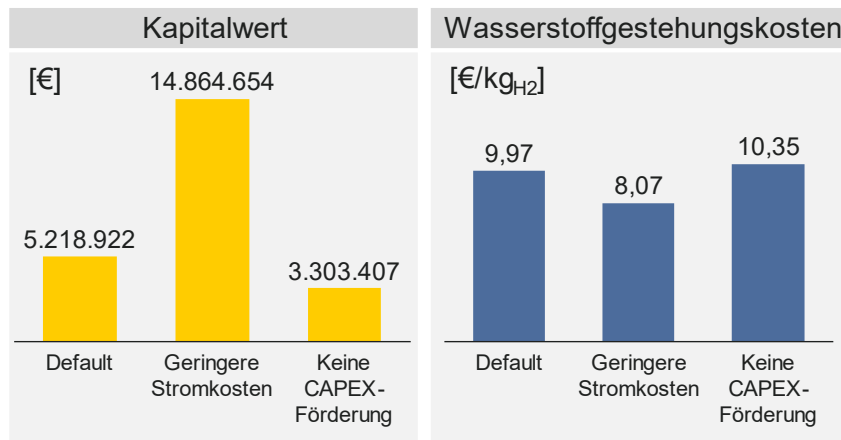 Kapitalwert
[€]
14.864.654
5.218.922
3.303.407
Default
Geringere
Stromkosten
Keine
CAPEX-
Förderung
Wasserstoffgestehungskosten
[€/kgH2]
9,97
8,07
10,35
Default
Geringere
Stromkosten
Keine
CAPEX-
Förderung